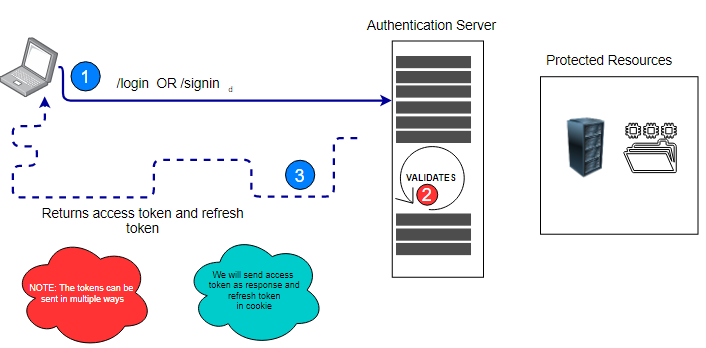 Authentication Server
Protected Resources
1
/login OR /signin d
VALIDATES
2
3
Returns access token and refresh
token
NOTE: The tokens can be
sent in multiple ways
We will send access
token as response and
refresh token
in cookie